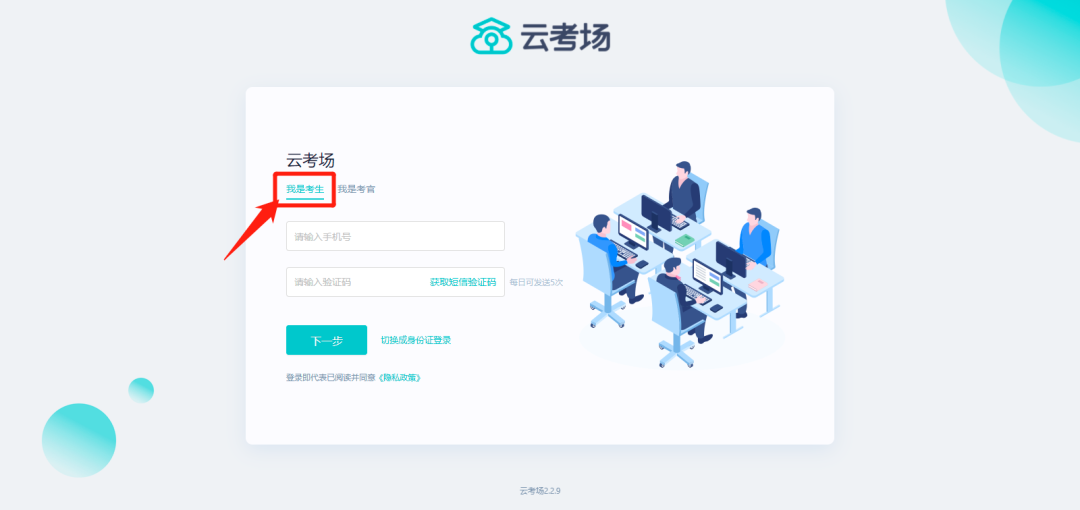 云考场
云考场
我是考生 我是考官
请输入手机号
请输入验证码 获取短信验证码 每日可发送5次
下一步 切换成身份证登录
登录即代表已阅读并同意《隐私政策》
云考场2.2.9